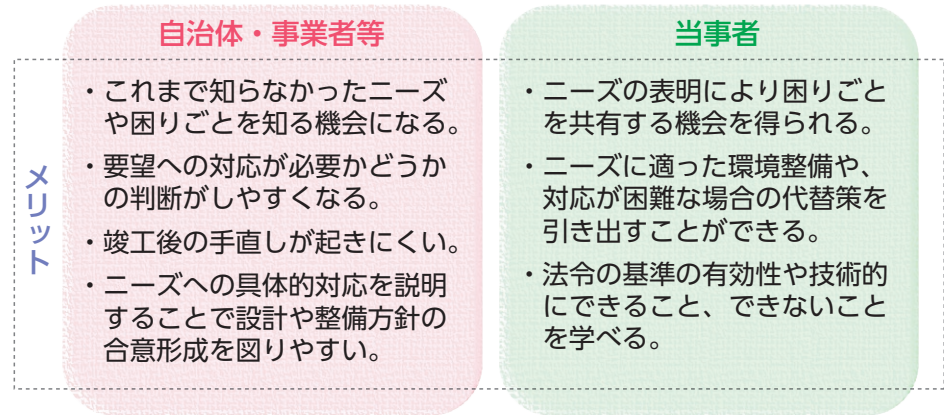 自治体・事業者等
メリット
・これまで知らなかったニーズ
や困りごとを知る機会になる。
・要望への対応が必要かどうか
の判断がしやすくなる。
・竣工後の手直しが起きにくい。
・ニーズへの具体的対応を説明
することで設計や整備方針の
合意形成を図りやすい。
当事者
・ニーズの表明により困りごと
を共有する機会を得られる。
・ニーズに適った環境整備や、
対応が困難な場合の代替策を
引き出すことができる。
・法令の基準の有効性や技術的
にできること、できないこと
を学べる。